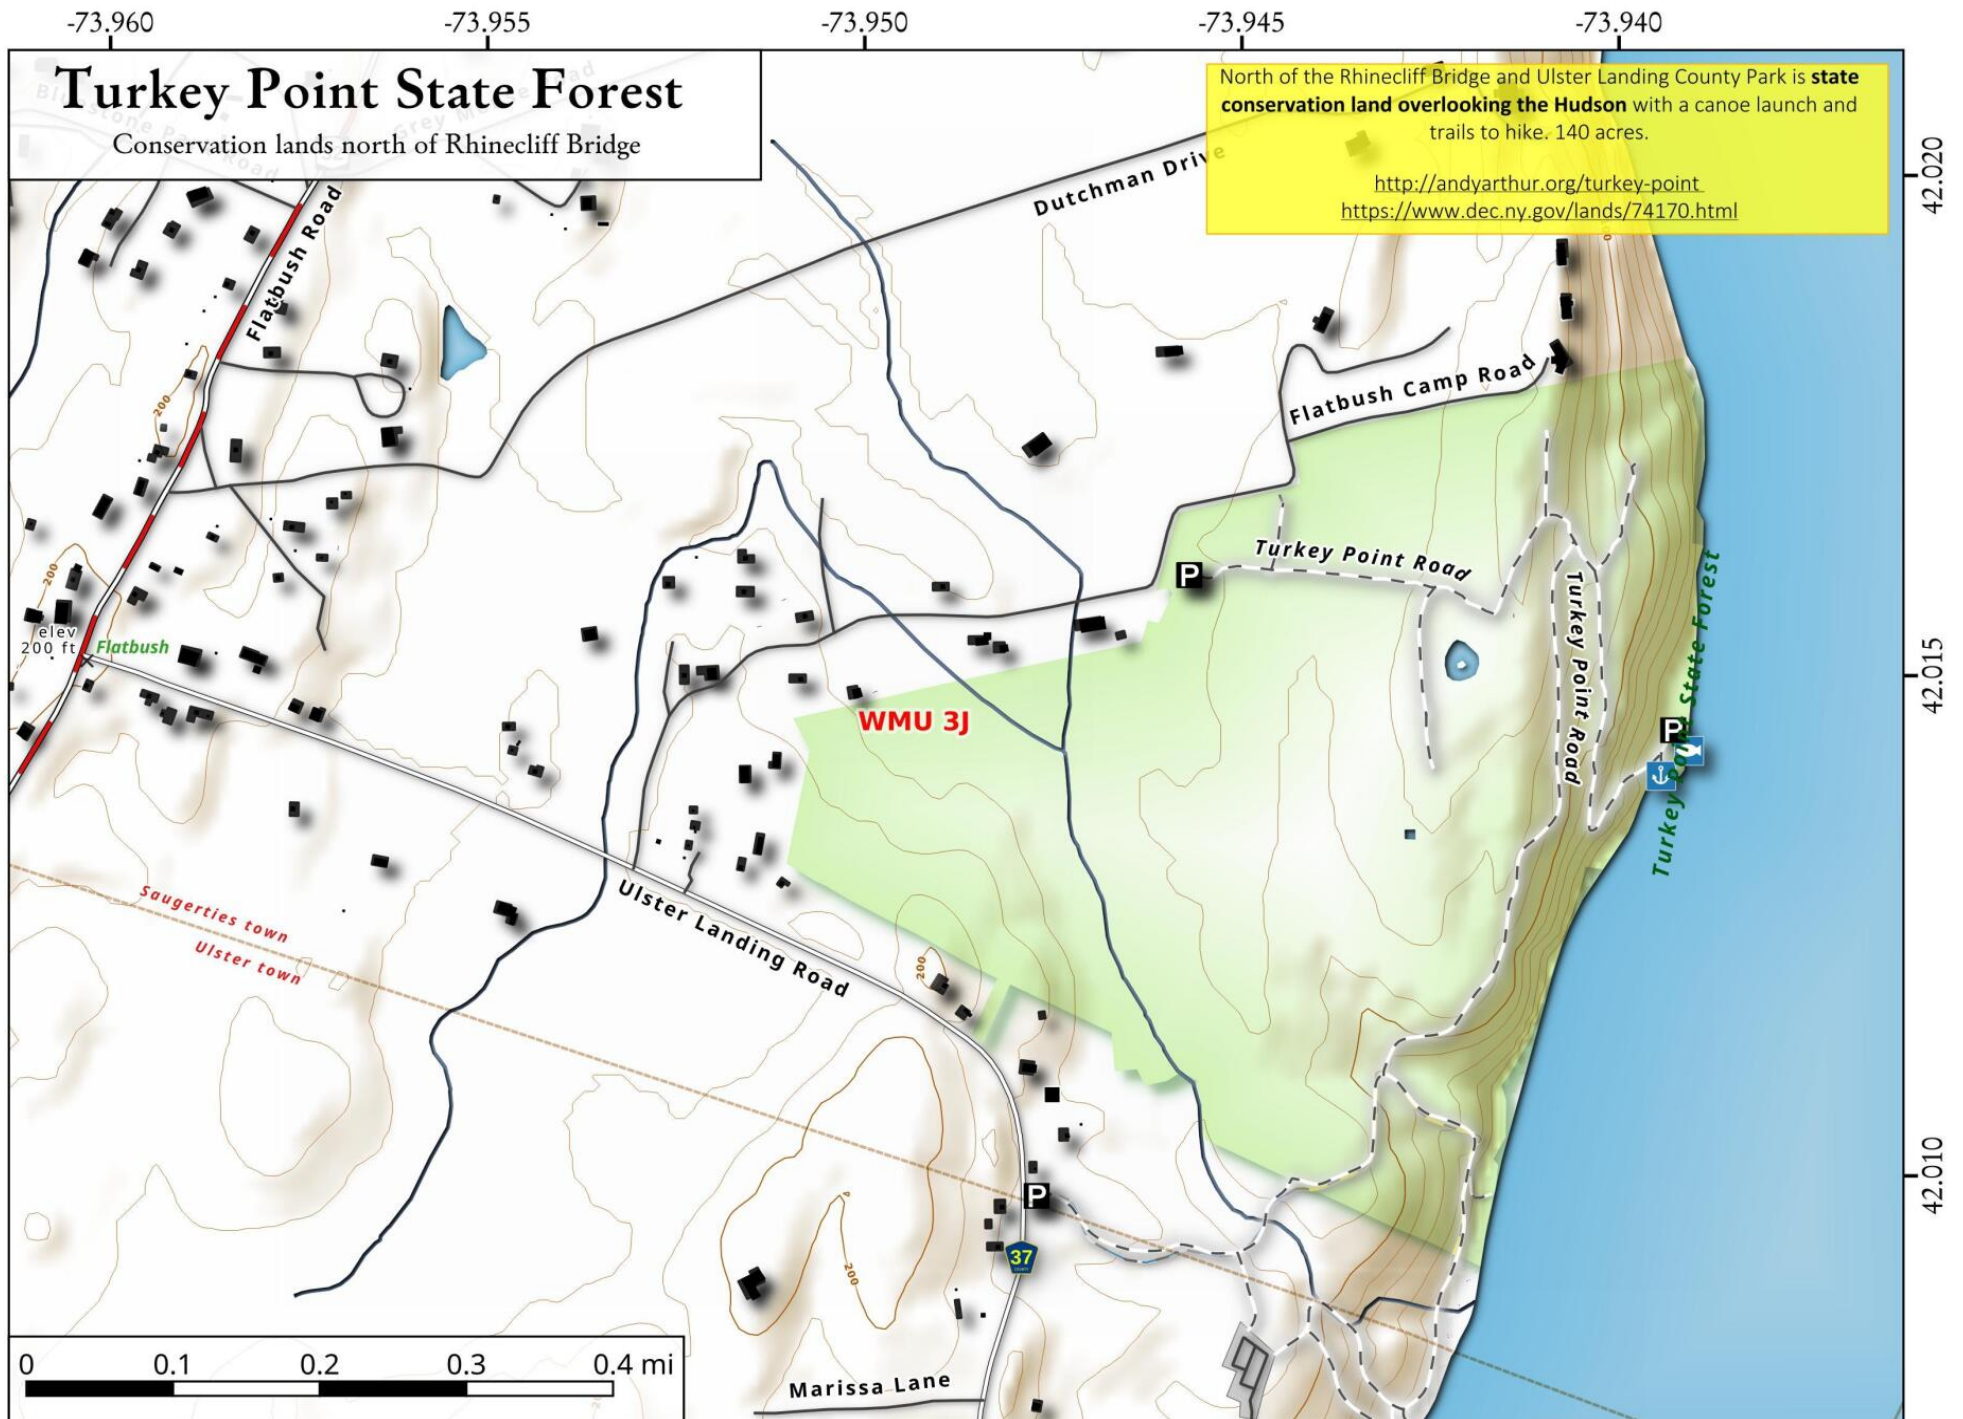 -73.960
-73.955
-73.950
-73.945
-73.940
Turkey Point State Forest
Conservation lands north of Rhinecliff Bridge
North of the Rhinecliff Bridge and Ulster Landing County Park is state
conservation land overlooking the Hudson with a canoe launch and
trails to hike. 140 acres.
http://andyarthur.org/turkey-point
https://www.dec.ny.gov/lands/74170.html
42.020
42.015
42.010
Dutchman Drive
Flatbush Road
Flatbush Camp Road
200
200
elev
200 ft
Flatbush
P
Turkey Point Road
Turkey Point Road
Turkey Point State Forest
P
WMU 3J
Saugerties town
Ulster town
Ulster Landing Road
200
P
37
200
Marissa Lane
0 0.1 0.2 0.3 0.4 mi